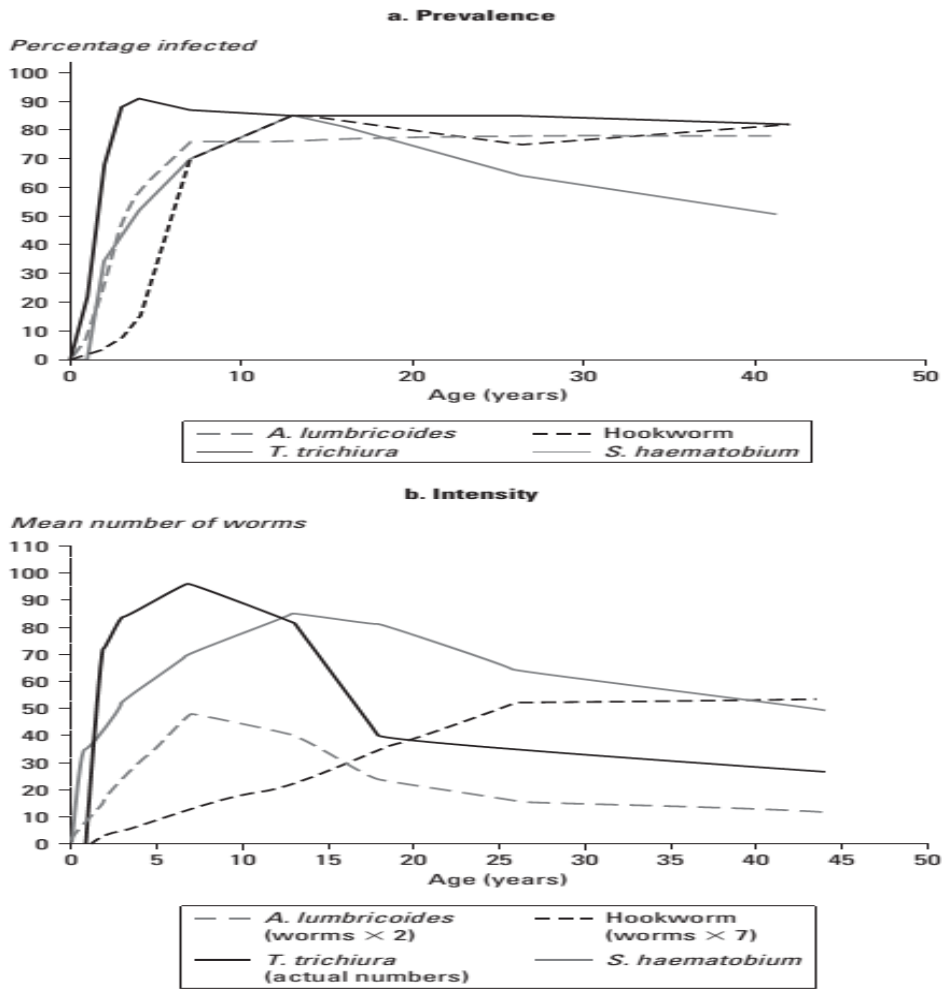 a. Prevalence
Percentage infected
100
90
80
70
60
50
40
30
20
10
0
0 10 20 30 40 50
Age (years)
A. lumbricoides Hookworm
T. trichiura S. haematobium
b. Intensity
Mean number of worms
110
100
90
80
70
60
50
40
30
20
10
0
0 5 10 15 20 25 30 35 40 45 50
Age (years)
A. lumbricoides Hookworm
(worms × 2) (worms × 7)
T. trichiura S. haematobium
(actual numbers)